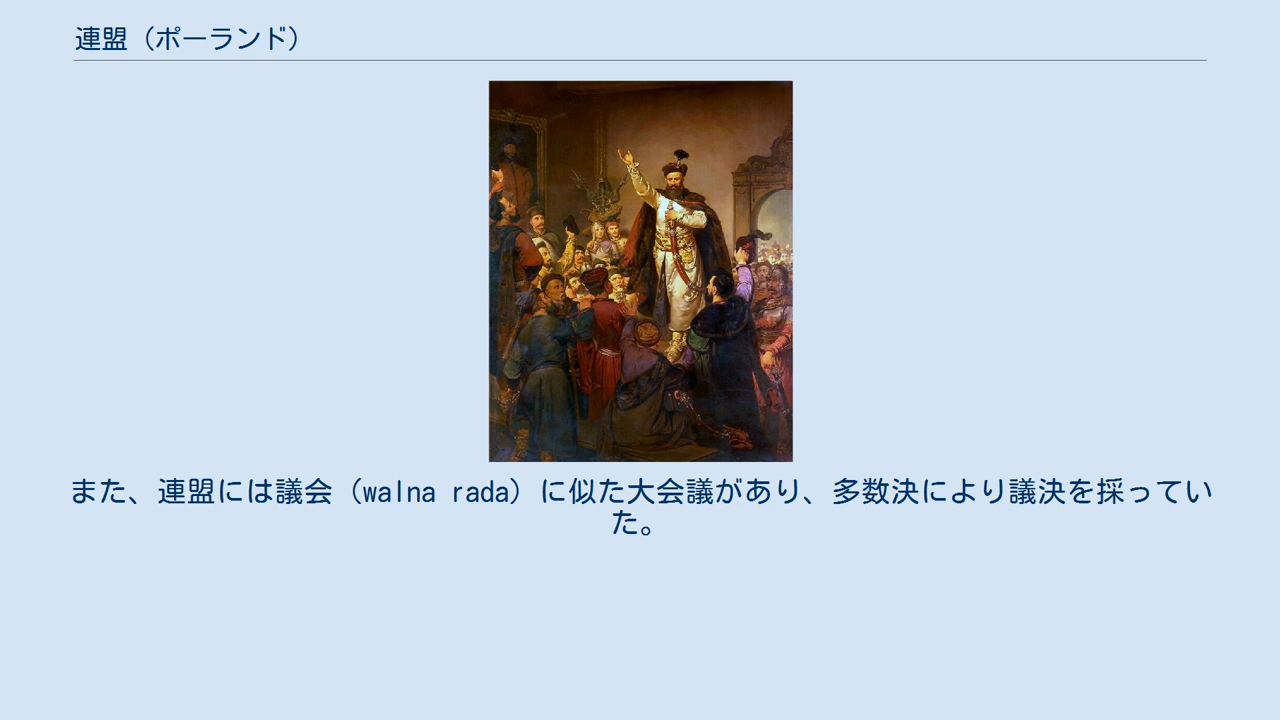 連盟（ポーランド）
また、連盟には議会（walna rada）に似た大会議があり、多数決により議決を採ってい
た。